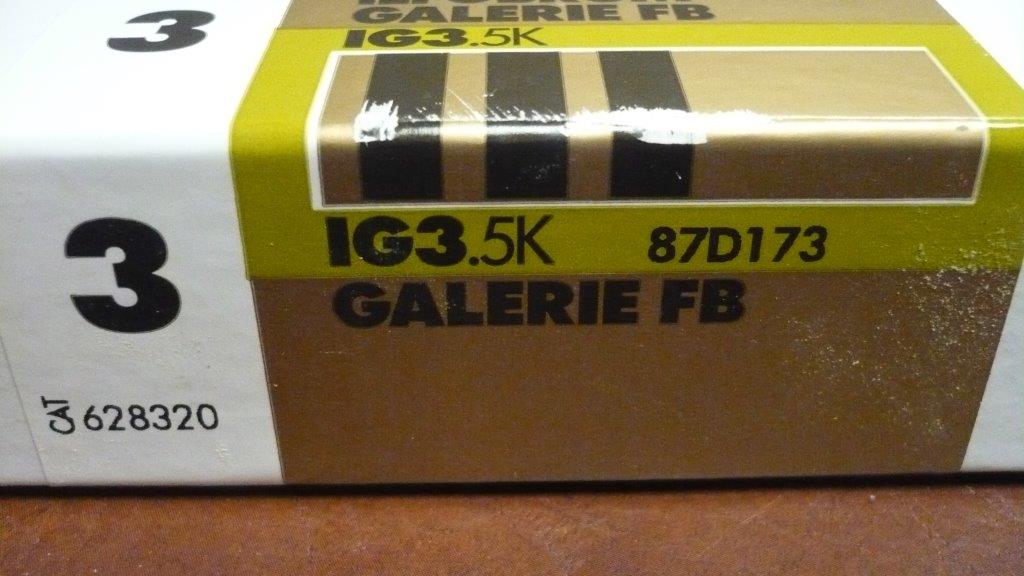 3
GALERIE FB
IG3.5K
3
IG3.5K 87D173
GALERIE FB
CAT 628320